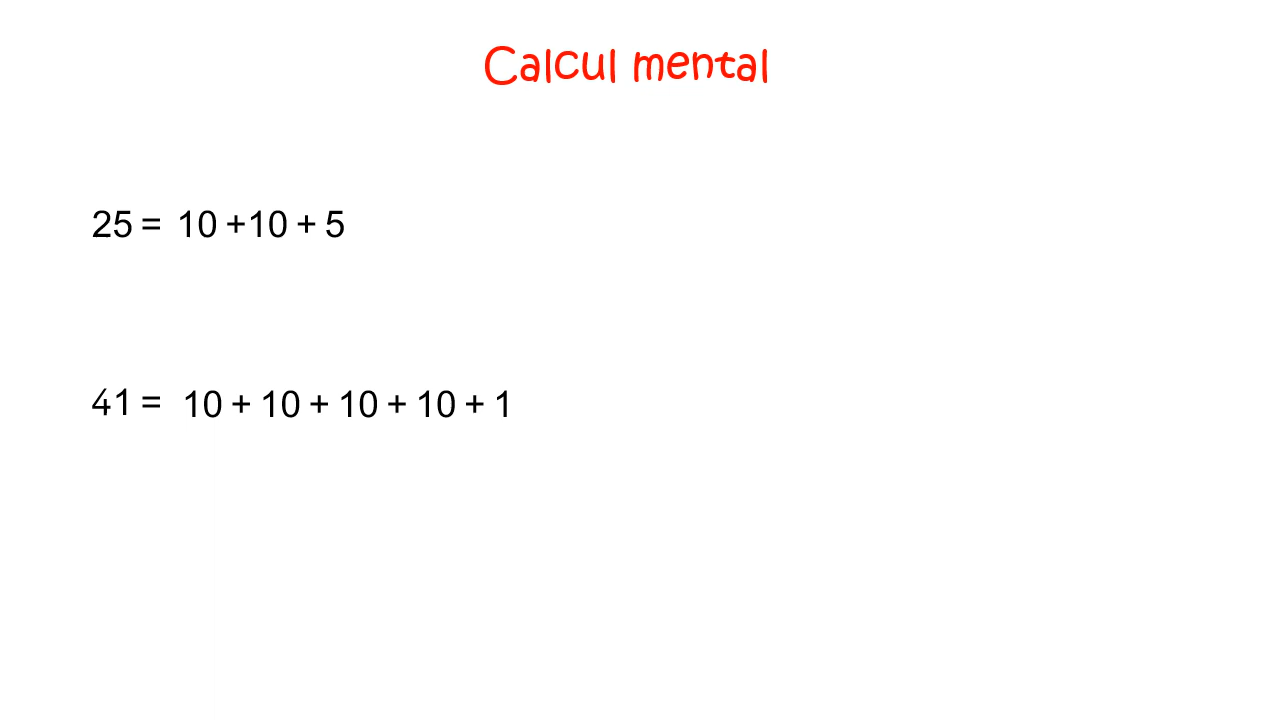 Calcul mental
25 = 10 +10 + 5
41 = 10 + 10 + 10 + 10 + 1